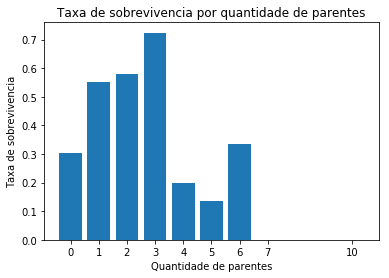 Taxa de sobrevivencia por quantidade de parentes
Taxa de sobrevivencia
0.7
0.6
0.5
0.4
0.3
0.2
0.1
0.0
0 1 2 3 4 5 6 7 10
Quantidade de parentes